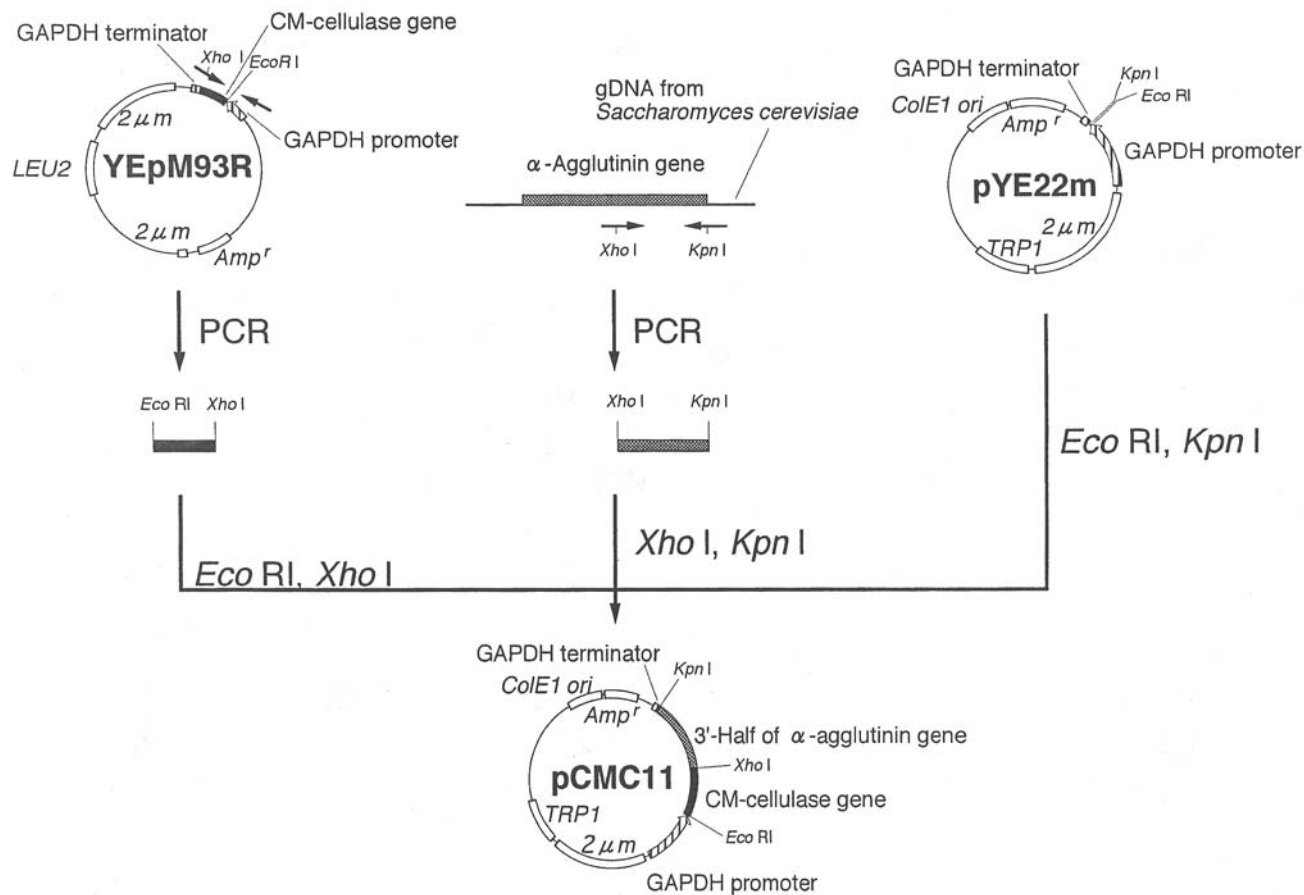 GAPDH terminator
CM-cellulase gene
Xho I
EcoR I
2 μm
GAPDH promoter
LEU2
YEpM93R
2 μm
Amp r
gDNA from
Saccharomyces cerevisiae
α-Agglutinin gene
Xho I
Kpn I
GAPDH terminator
Kpn I
Eco RI
ColE1 ori
Amp r
GAPDH promoter
pYE22m
2 μm
TRP1
PCR
PCR
Eco RI
Xho I
Xho I
Kpn I
Eco RI, Kpn I
Xho I, Kpn I
Eco RI, Xho I
GAPDH terminator
Kpn I
ColE1 ori
Amp r
3'-Half of α-agglutinin gene
Xho I
pCMC11
CM-cellulase gene
TRP1
Eco RI
2 μm
GAPDH promoter